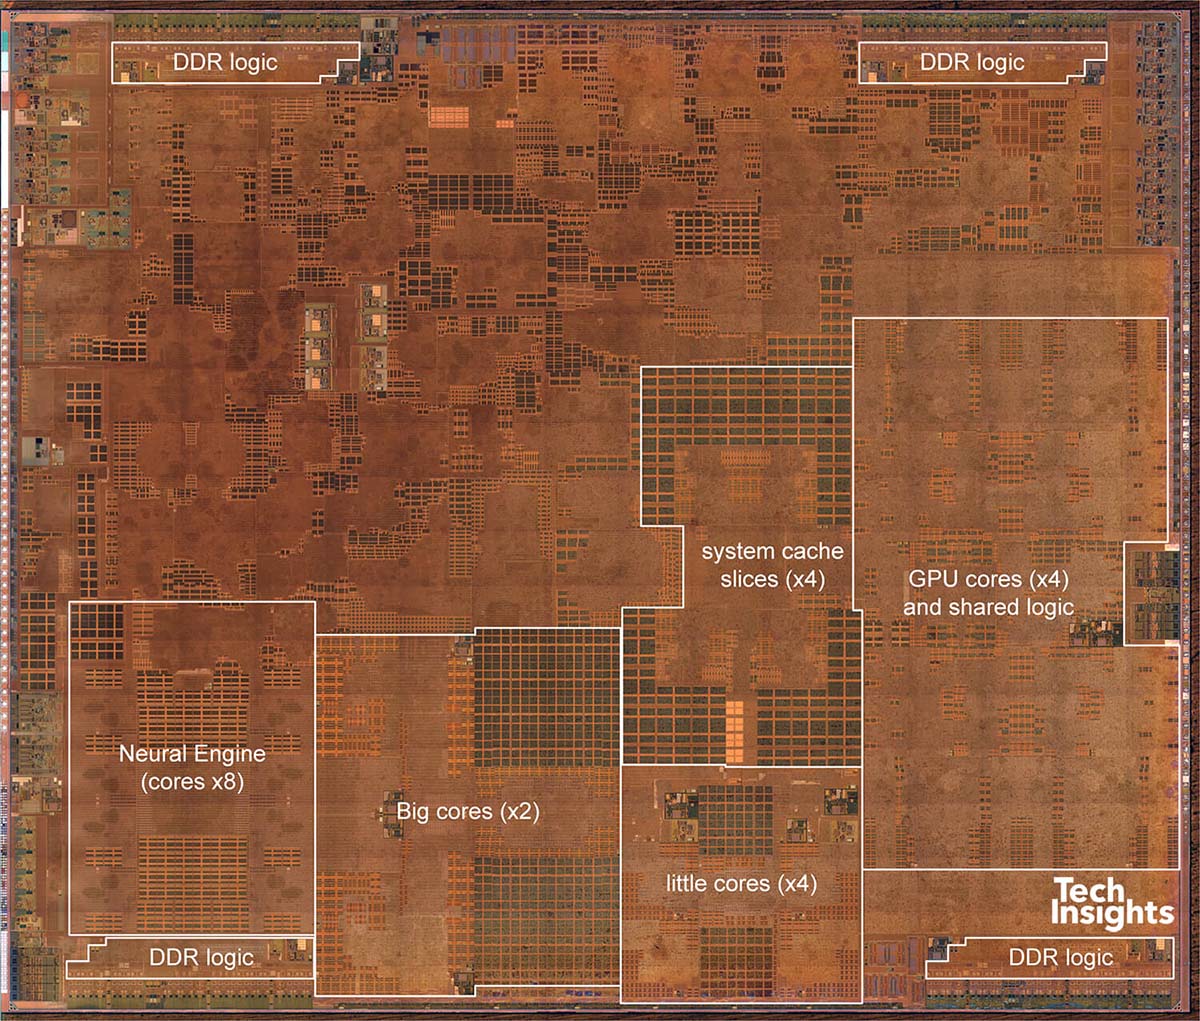 DDR logic
DDR logic
system cache
slices (x4)
GPU cores (x4)
and shared logic
Neural Engine
(cores x8)
Big cores (x2)
little cores (x4)
Tech
Insights
DDR logic
DDR logic